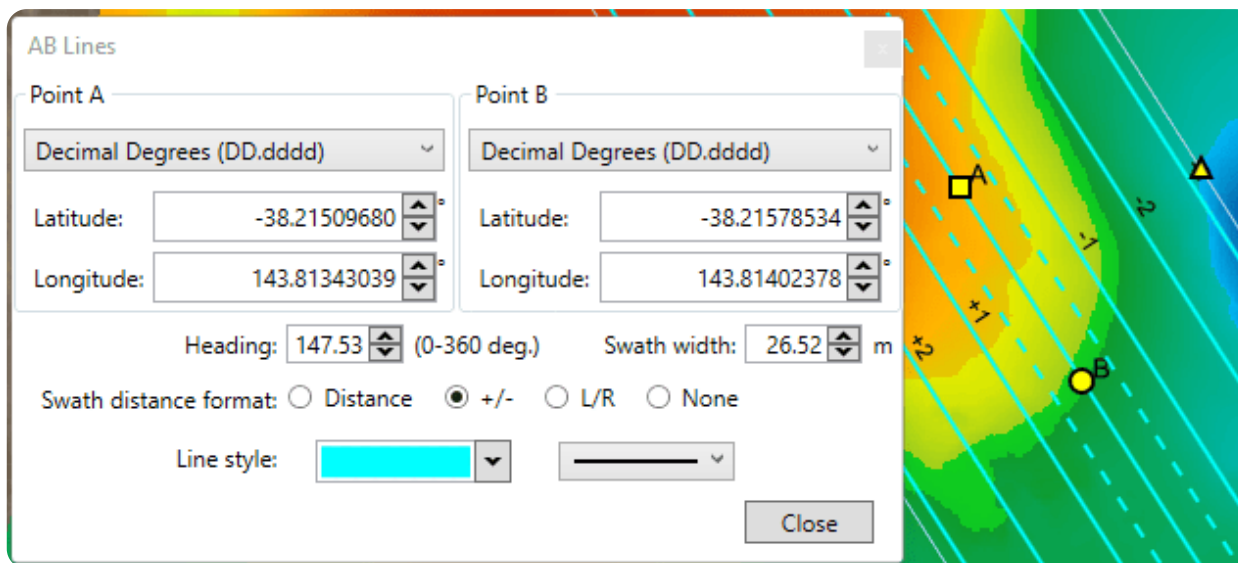 AB Lines
x
Point A
Point B
Decimal Degrees (DD.dddd)
Decimal Degrees (DD.dddd)
Latitude: -38.21509680 °
Latitude: -38.21578534 °
Longitude: 143.81343039 °
Longitude: 143.81402378 °
Heading: 147.53 (0-360 deg.) Swath width: 26.52 m
Swath distance format: Distance +/- L/R None
Line style:
Close
A
-2
-1
+1
+2
B